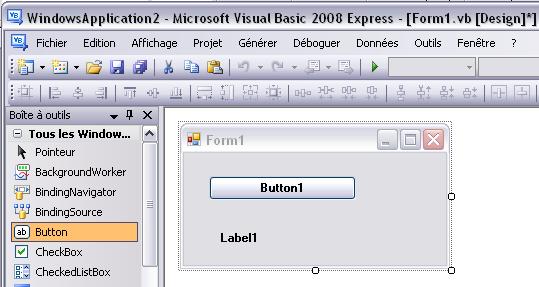 WindowsApplication2 - Microsoft Visual Basic 2008 Express - [Form1.vb [Design]*]
Fichier Edition Affichage Projet Générer Déboguer Données Outils Fenêtre ?
Boîte à outils
Tous les Window...
Pointeur
BackgroundWorker
BindingNavigator
BindingSource
Button
CheckBox
CheckedListBox
Form1
Button1
Label1